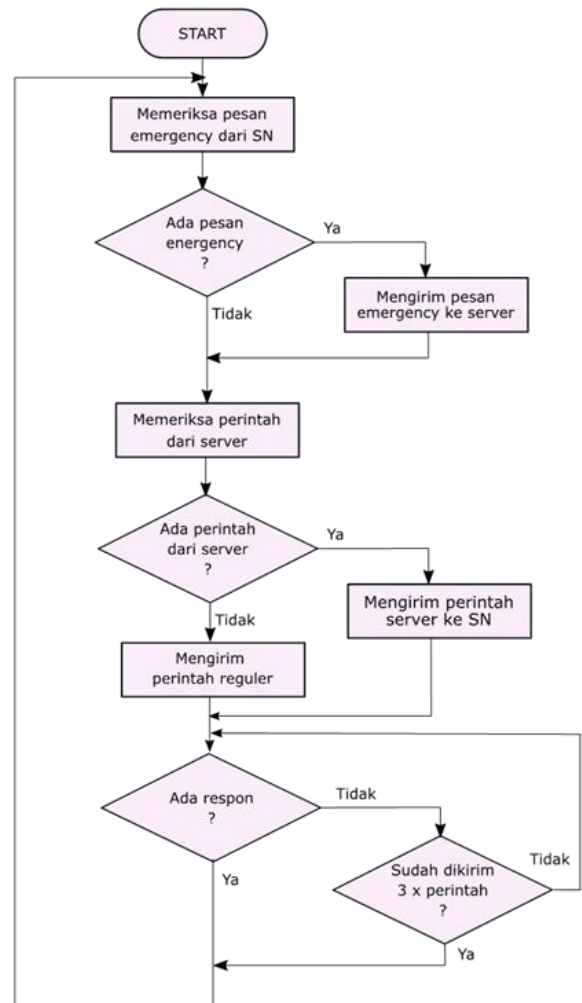 START
Memeriksa pesan
emergency dari SN
Ada pesan
energency
?
Ya
Mengirim pesan
emergency ke server
Tidak
Memeriksa perintah
dari server
Ada perintah
dari server
?
Ya
Mengirim perintah
server ke SN
Tidak
Mengirim
perintah reguler
Ada respon
?
Tidak
Sudah dikirim
3 x perintah
?
Tidak
Ya
Ya